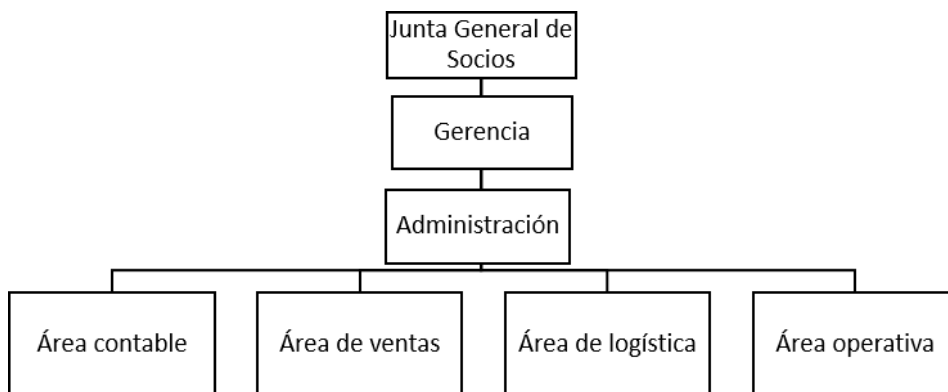 Junta General de
Socios
Gerencia
Administración
Área contable
Área de ventas
Área de logística
Área operativa